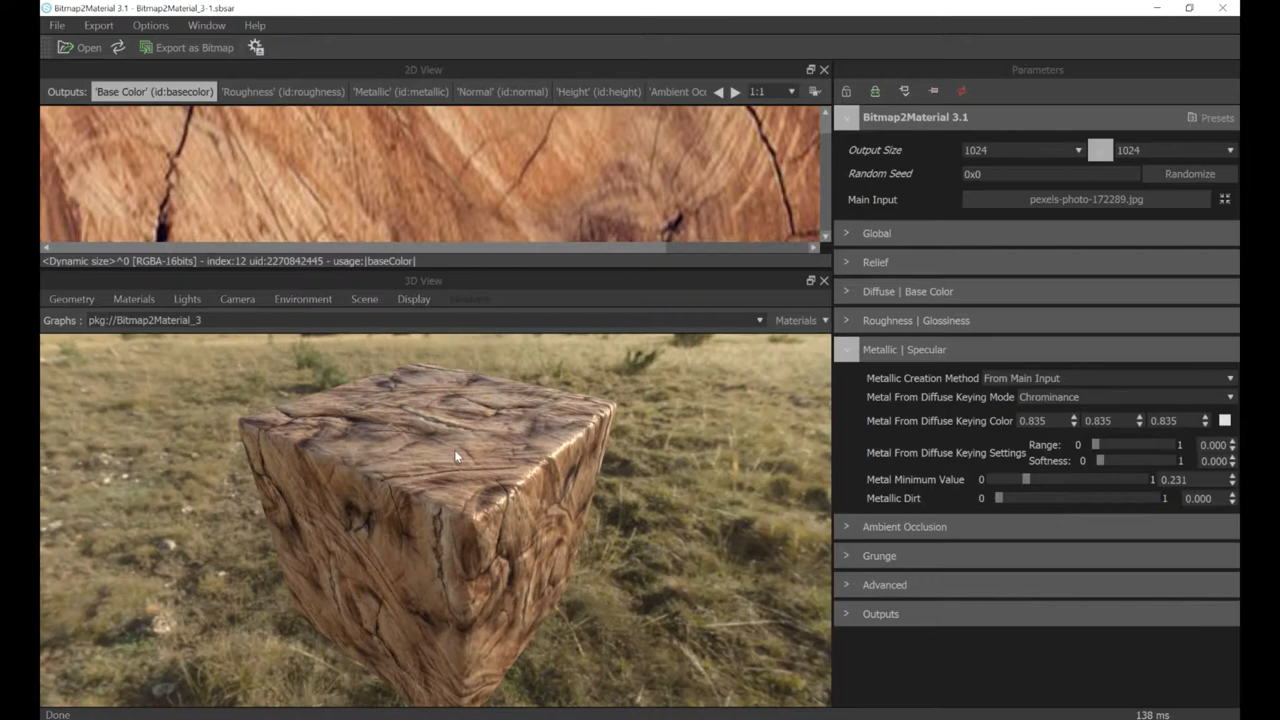 Bitmap2Material 3.1 - Bitmap2Material_3-1.sbsar
File Export Options Window Help
Open Export as Bitmap
2D View
Outputs: 'Base Color' (id:basecolor) 'Roughness' (id:roughness) 'Metallic' (id:metallic) 'Normal' (id:normal) 'Height' (id:height) 'Ambient Occ 1:1
<Dynamic size>^0 [RGBA-16bits] - index:12 uid:2270842445 - usage:|baseColor|
3D View
Geometry Materials Lights Camera Environment Scene Display
Graphs : pkg://Bitmap2Material_3 Materials
Parameters
Bitmap2Material 3.1 Presets
Output Size 1024 1024
Random Seed 0x0 Randomize
Main Input pexels-photo-172289.jpg
Global
Relief
Diffuse | Base Color
Roughness | Glossiness
Metallic | Specular
Metallic Creation Method From Main Input
Metal From Diffuse Keying Mode Chrominance
Metal From Diffuse Keying Color 0.835 0.835 0.835
Metal From Diffuse Keying Settings Range: 0 1 0.000
Softness: 0 1 0.000
Metal Minimum Value 0 1 0.231
Metallic Dirt 0 1 0.000
Ambient Occlusion
Grunge
Advanced
Outputs
Done 138 ms